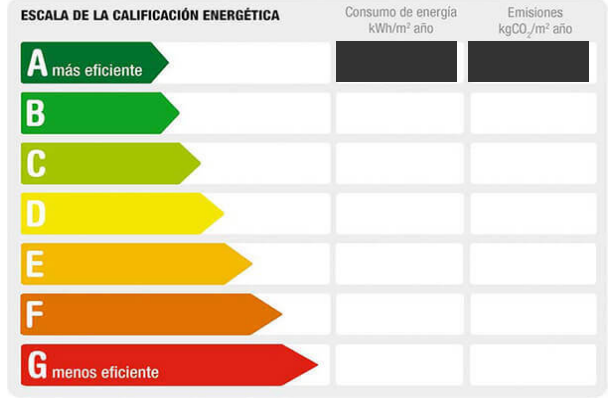 ESCALA DE LA CALIFICACIÓN ENERGÉTICA
Consumo de energía
kWh/m² año
Emisiones
kgCO₂/m² año
A más eficiente
B
C
D
E
F
G menos eficiente